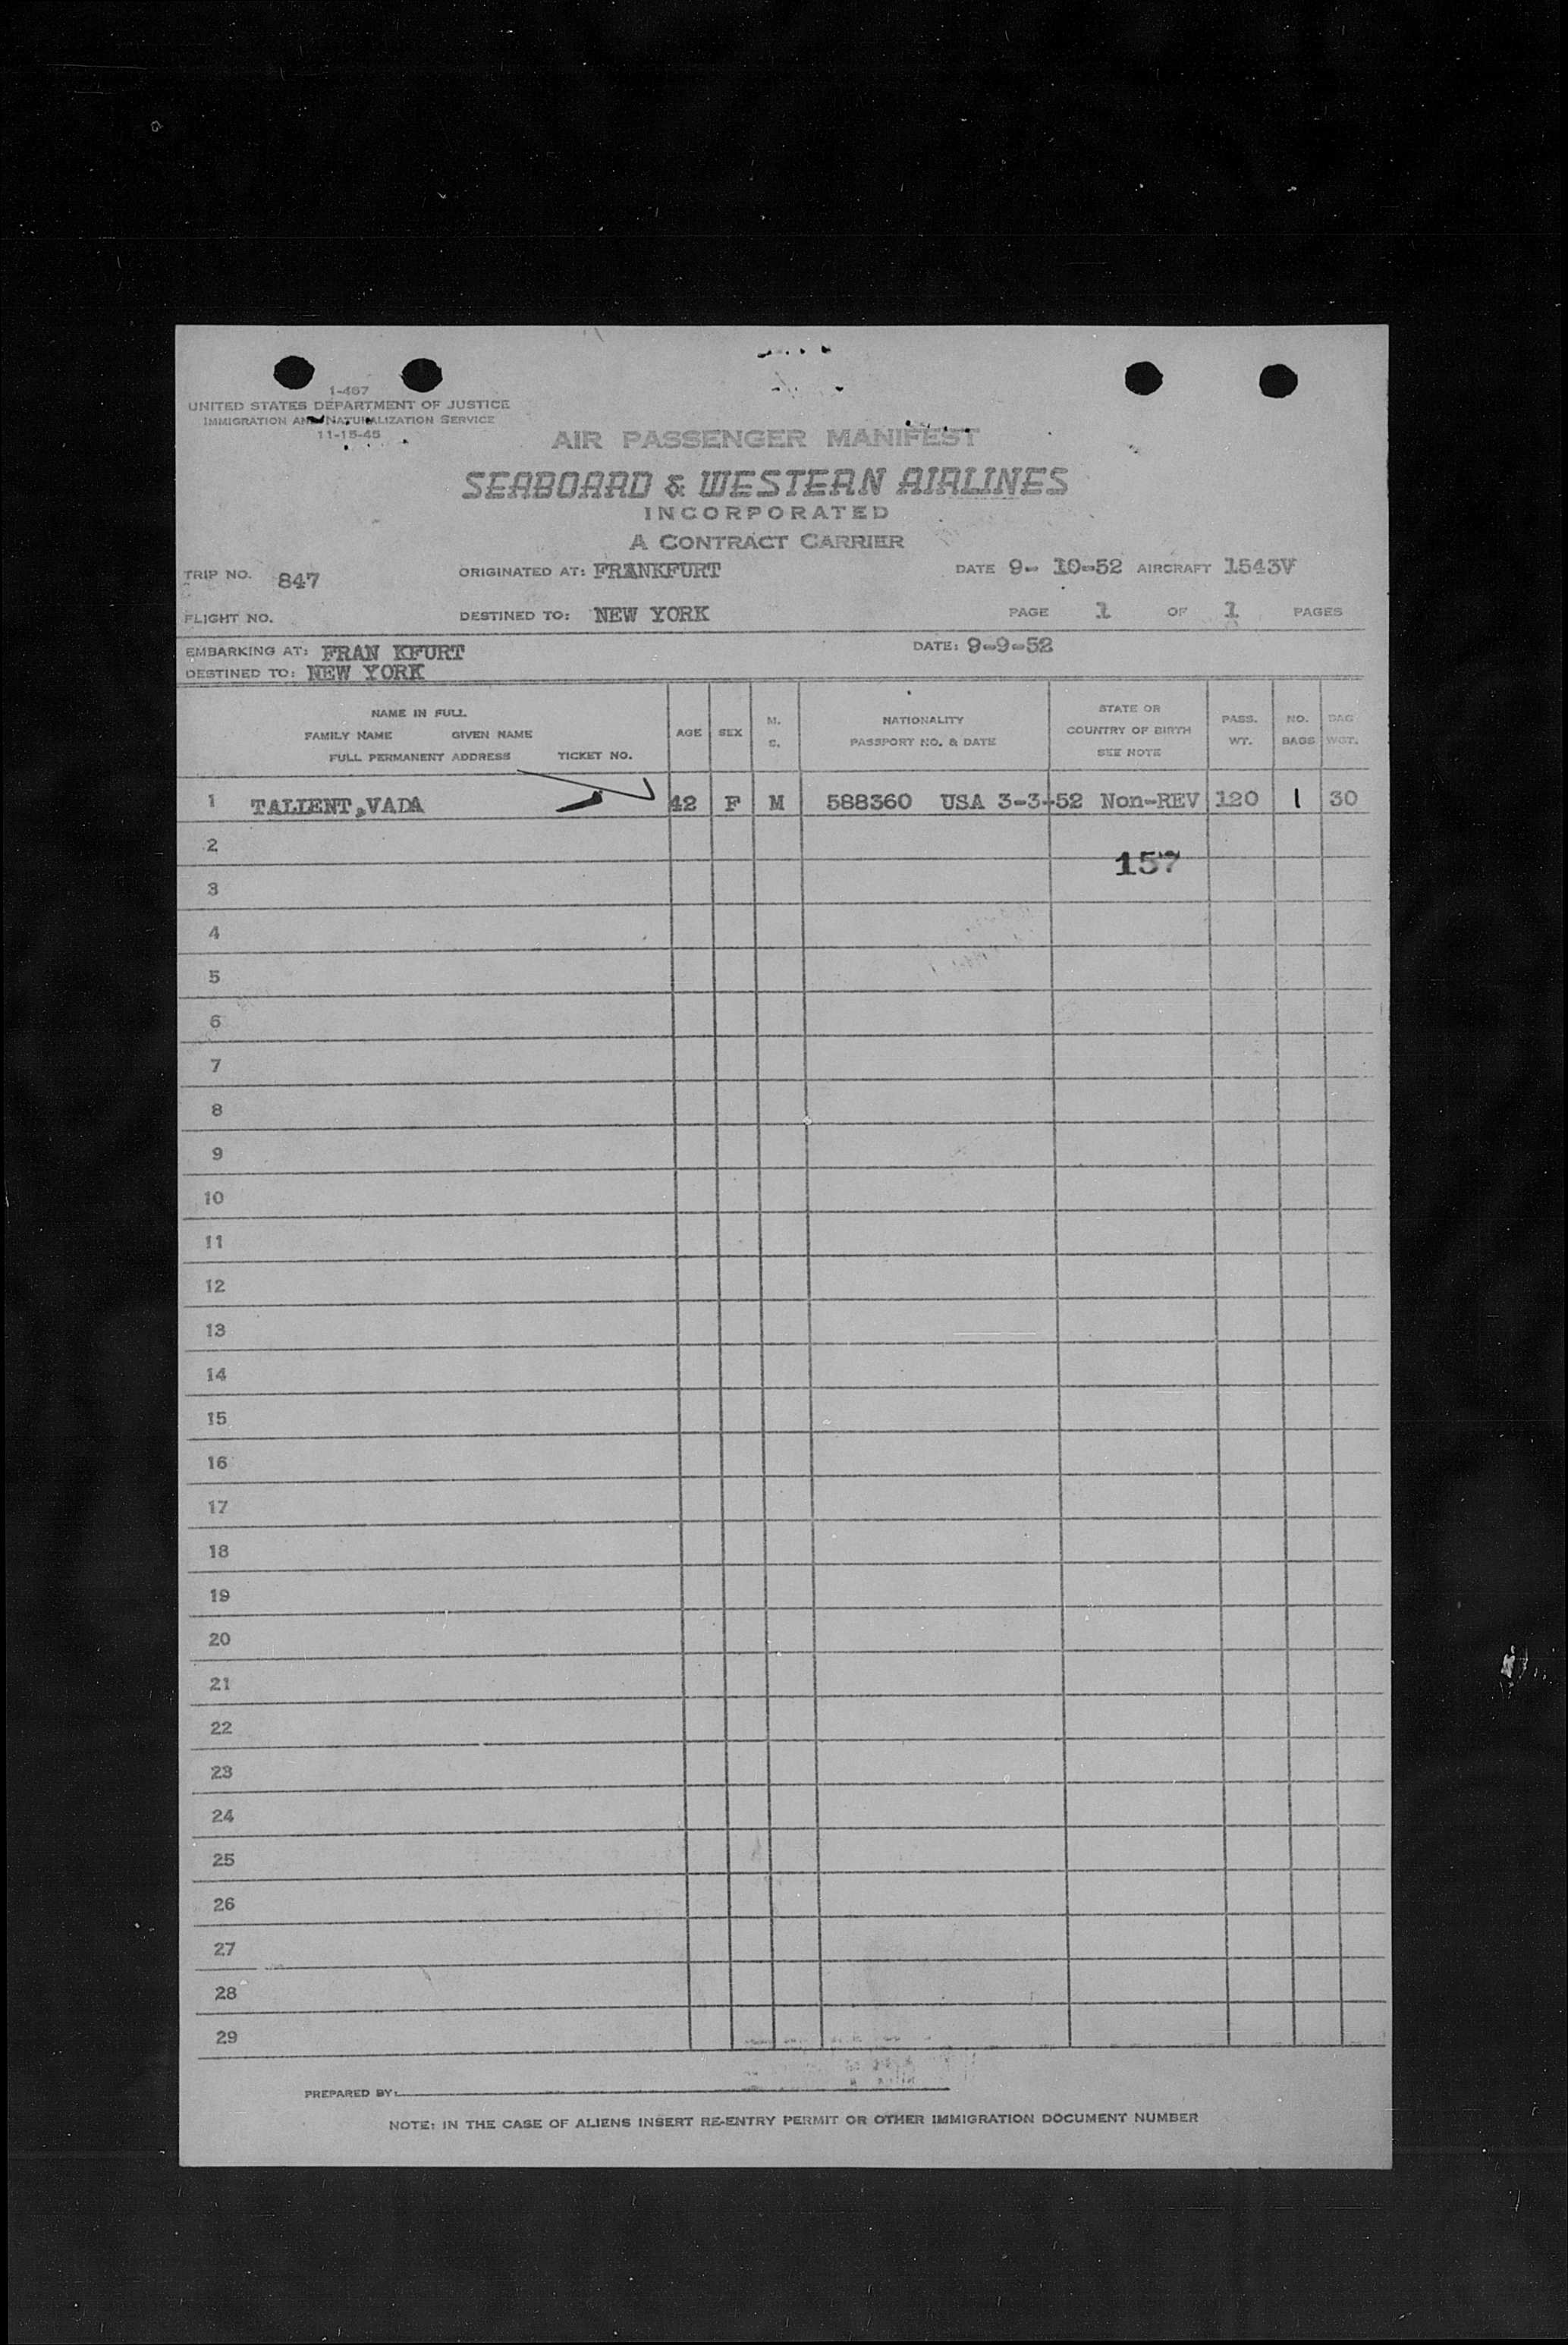 1-467
UNITED STATES DEPARTMENT OF JUSTICE
IMMIGRATION AND NATURALIZATION SERVICE
11-15-45
AIR PASSENGER MANIFEST
SEABOARD & WESTERN AIRLINES
INCORPORATED
A CONTRACT CARRIER
TRIP NO. 847 ORIGINATED AT: FRANKFURT DATE 9- 10-52 AIRCRAFT 1543V
FLIGHT NO. DESTINED TO: NEW YORK PAGE 1 OF 1 PAGES
EMBARKING AT: FRAN KFURT DATE: 9-9-52
DESTINED TO: NEW YORK
NAME IN FULL
FAMILY NAME GIVEN NAME
FULL PERMANENT ADDRESS TICKET NO.
AGE
SEX
M.
S.
NATIONALITY
PASSPORT NO. & DATE
STATE OR
COUNTRY OF BIRTH
SEE NOTE
PASS.
WT.
NO.
BAGS
BAG
WGT.
1 TALIENT,VADA 42 F M 588360 USA 3-3-52 Non-REV 120 1 30
2
157
3
4
5
6
7
8
9
10
11
12
13
14
15
16
17
18
19
20
21
22
23
24
25
26
27
28
29
PREPARED BY:
NOTE: IN THE CASE OF ALIENS INSERT RE-ENTRY PERMIT OR OTHER IMMIGRATION DOCUMENT NUMBER